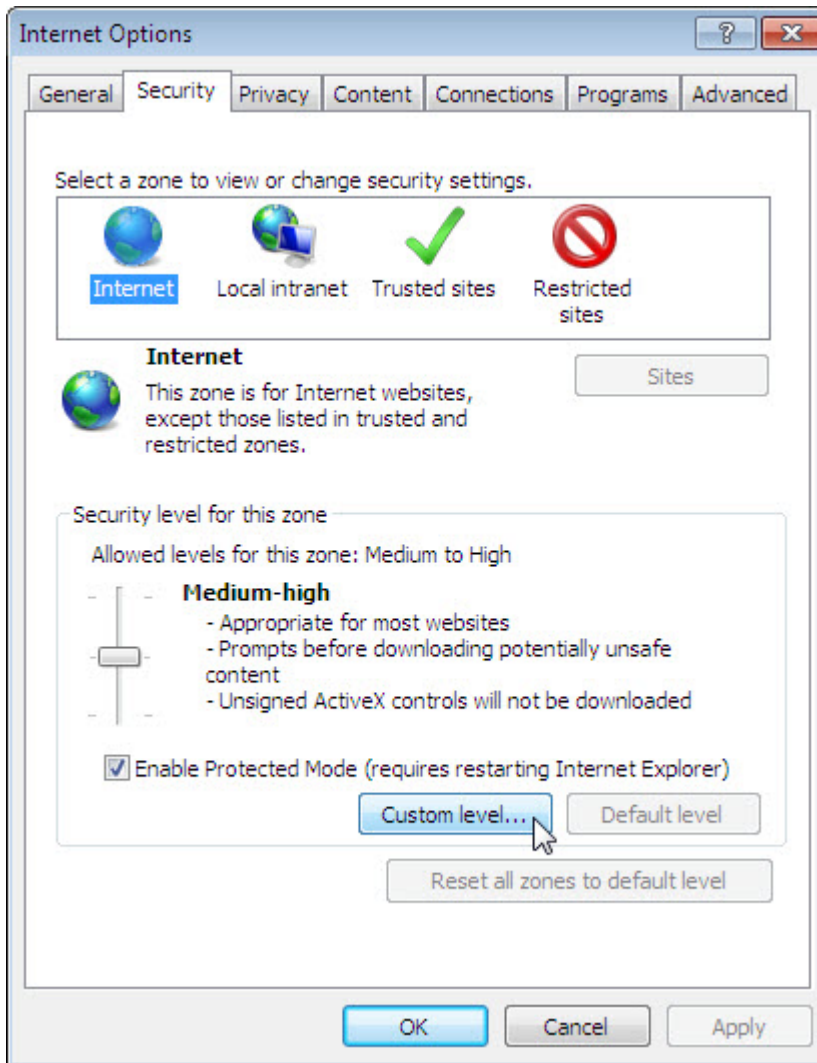 Internet Options
General Security Privacy Content Connections Programs Advanced
Select a zone to view or change security settings.
Internet Local intranet Trusted sites Restricted
sites
Internet
Sites
This zone is for Internet websites,
except those listed in trusted and
restricted zones.
Security level for this zone
Allowed levels for this zone: Medium to High
Medium-high
- Appropriate for most websites
- Prompts before downloading potentially unsafe
content
- Unsigned ActiveX controls will not be downloaded
Enable Protected Mode (requires restarting Internet Explorer)
Custom level... Default level
Reset all zones to default level
OK Cancel Apply